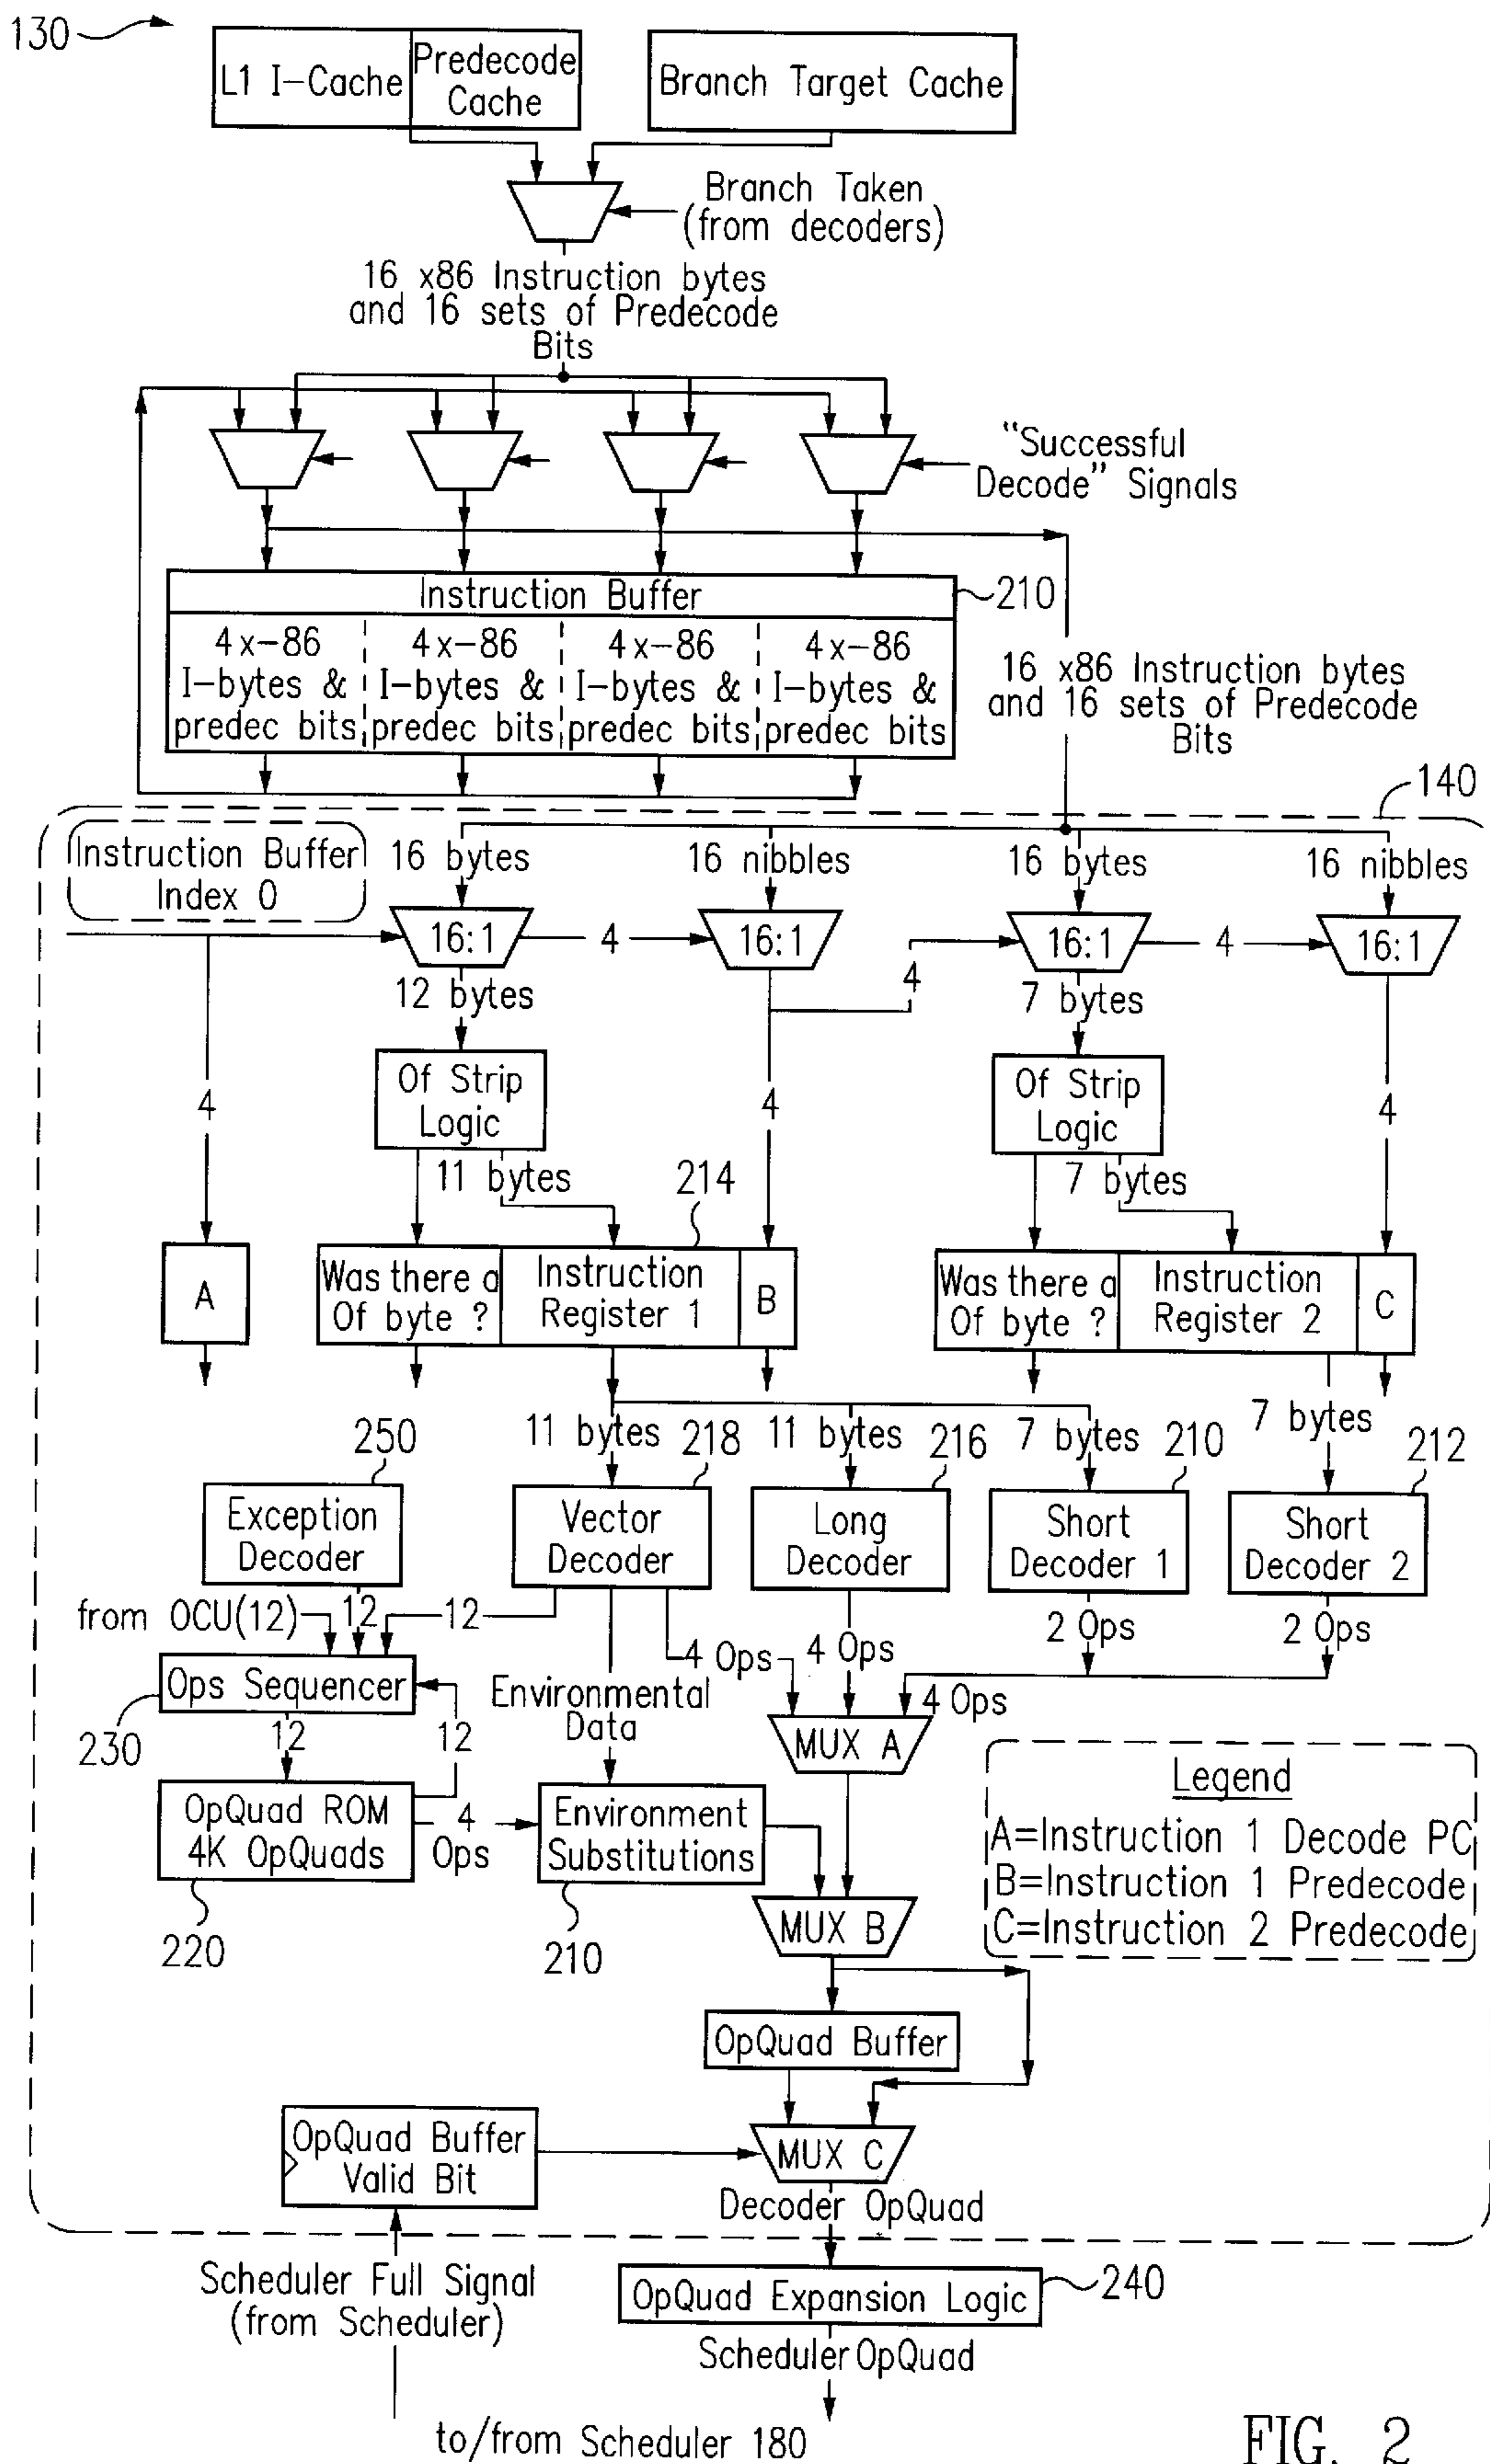 130
L1 I-Cache
Predecode
Cache
Branch Target Cache
Branch Taken
(from decoders)
16 x86 Instruction bytes
and 16 sets of Predecode
Bits
"Successful
Decode" Signals
Instruction Buffer
210
4x-86
I-bytes &
predec bits
4x-86
I-bytes &
predec bits
4x-86
I-bytes &
predec bits
4x-86
I-bytes &
predec bits
16 x86 Instruction bytes
and 16 sets of Predecode
Bits
140
Instruction Buffer
Index 0
16 bytes
16 nibbles
16 bytes
16 nibbles
16:1
4
16:1
4
16:1
4
16:1
12 bytes
7 bytes
4
Of Strip
Logic
4
Of Strip
Logic
4
11 bytes
214
7 bytes
A
Was there a
Of byte ?
Instruction
Register 1
B
Was there a
Of byte ?
Instruction
Register 2
C
250
11 bytes
218
11 bytes
216
7 bytes
210
7 bytes
212
Exception
Decoder
Vector
Decoder
Long
Decoder
Short
Decoder 1
Short
Decoder 2
from OCU(12)
12
12
4 Ops
4 Ops
2 Ops
2 Ops
Ops Sequencer
230
12
12
Environmental
Data
4 Ops
MUX A
OpQuad ROM
4K OpQuads
220
4
Ops
Environment
Substitutions
210
Legend
A=Instruction 1 Decode PC
B=Instruction 1 Predecode
C=Instruction 2 Predecode
MUX B
OpQuad Buffer
OpQuad Buffer
Valid Bit
MUX C
Decoder OpQuad
Scheduler Full Signal
(from Scheduler)
OpQuad Expansion Logic
240
Scheduler OpQuad
to/from Scheduler 180
FIG. 2